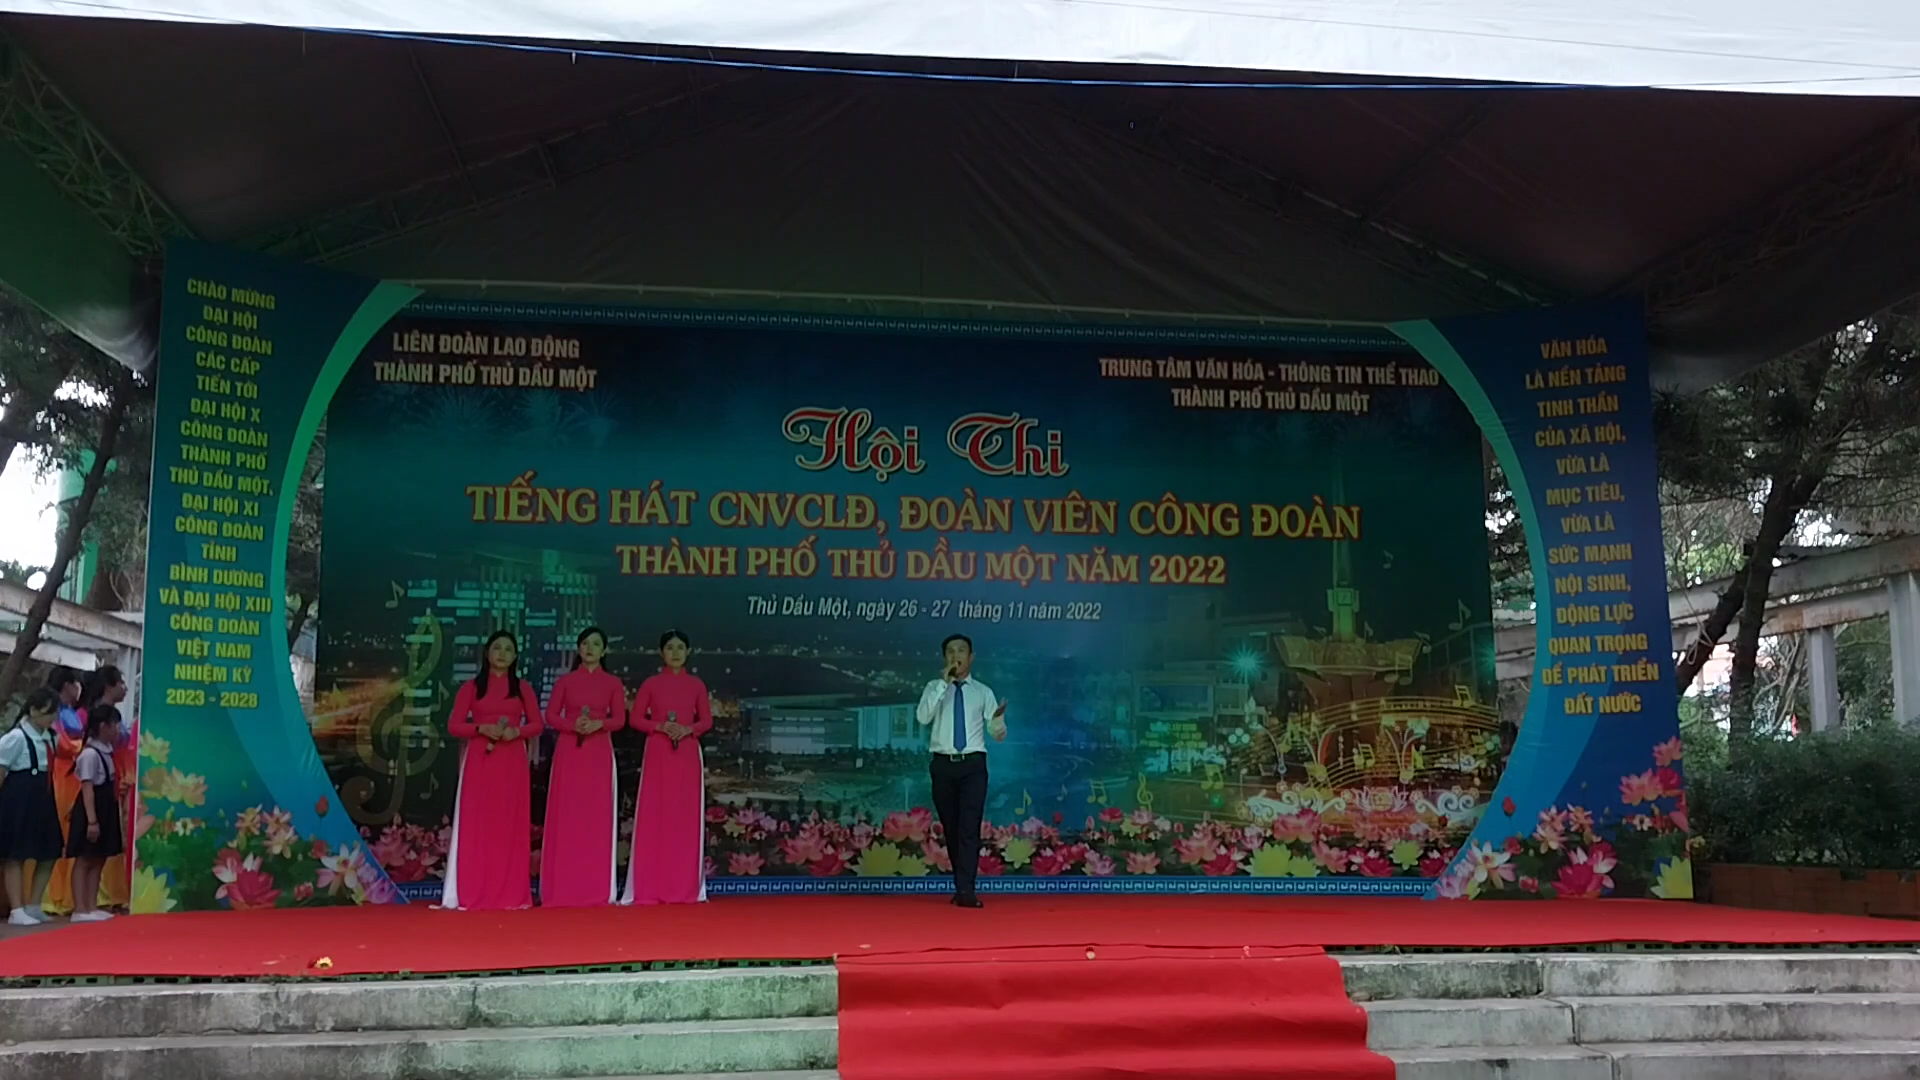 CHÀO MỪNG
ĐẠI HỘI
CÔNG ĐOÀN
CÁC CẤP
TIẾN TỚI
ĐẠI HỘI X
CÔNG ĐOÀN
THÀNH PHỐ
THỦ DẦU MỘT,
ĐẠI HỘI XI
CÔNG ĐOÀN
TỈNH
BÌNH DƯƠNG
VÀ ĐẠI HỘI XIII
CÔNG ĐOÀN
VIỆT NAM
NHIỆM KỲ
2023 - 2028
LIÊN ĐOÀN LAO ĐỘNG
THÀNH PHỐ THỦ DẦU MỘT
TRUNG TÂM VĂN HÓA - THÔNG TIN THỂ THAO
THÀNH PHỐ THỦ DẦU MỘT
Hội Thi
TIẾNG HÁT CNVCLĐ, ĐOÀN VIÊN CÔNG ĐOÀN
THÀNH PHỐ THỦ DẦU MỘT NĂM 2022
Thủ Dầu Một, ngày 26 - 27 tháng 11 năm 2022
VĂN HÓA
LÀ NỀN TẢNG
TINH THẦN
CỦA XÃ HỘI,
VỪA LÀ
MỤC TIÊU,
VỪA LÀ
SỨC MẠNH
NỘI SINH,
ĐỘNG LỰC
QUAN TRỌNG
ĐỂ PHÁT TRIỂN
ĐẤT NƯỚC